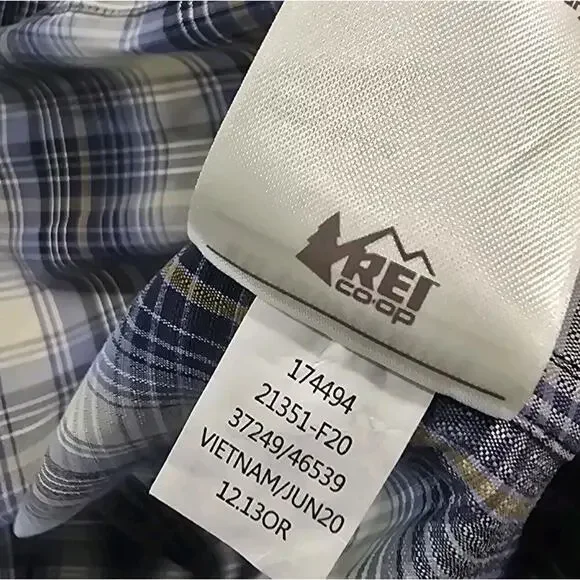 REI
CO·OP
174494
21351-F20
37249/46539
VIETNAM/JUN20
12.13OR